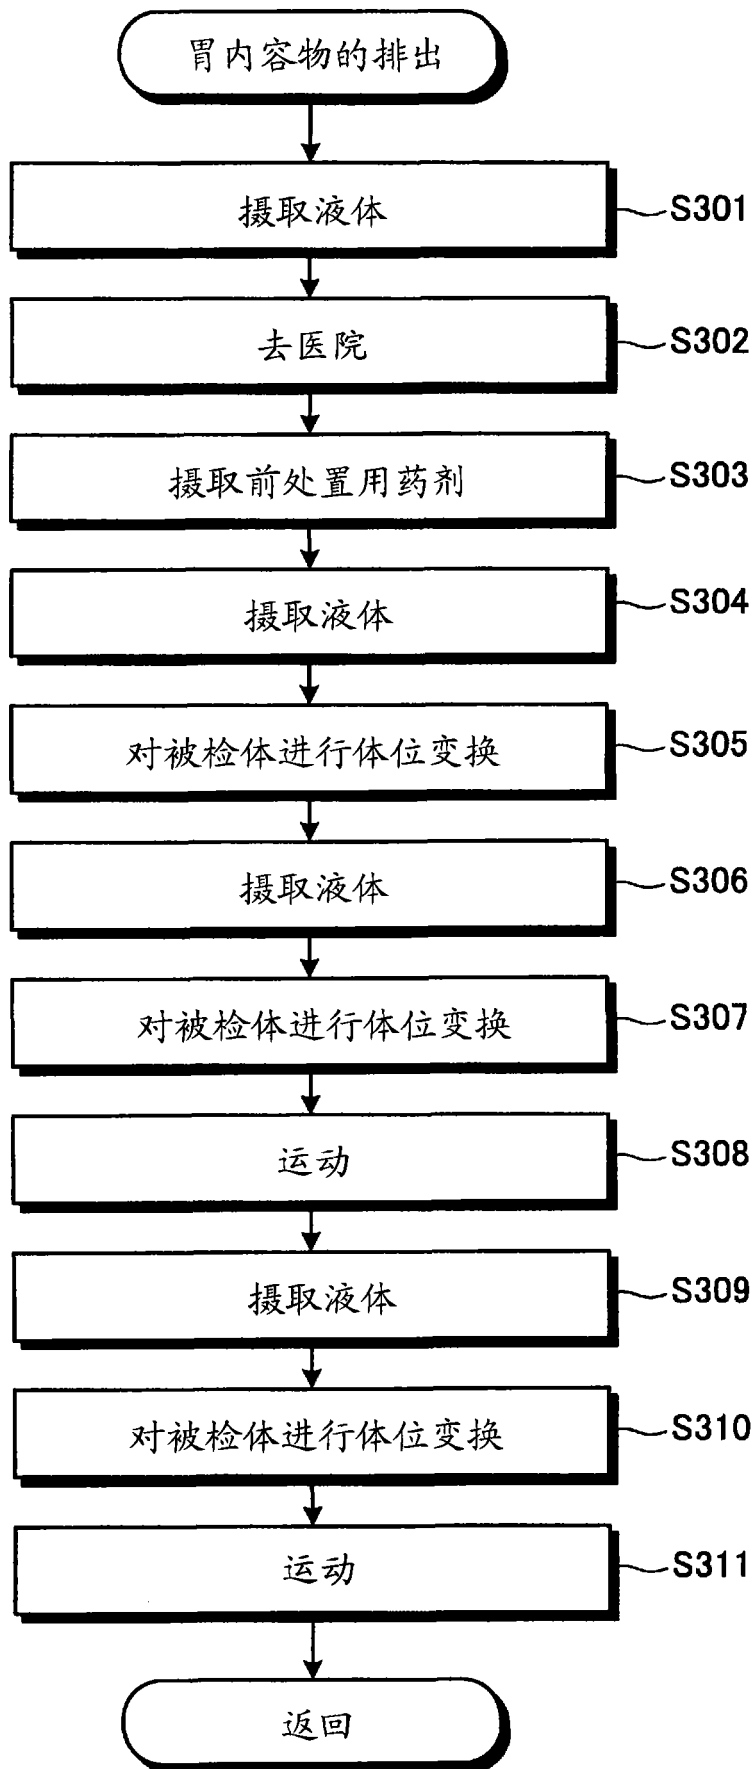 胃内容物的排出
摄取液体 S301
去医院 S302
摄取前处置用药剂 S303
摄取液体 S304
对被检体进行体位变换 S305
摄取液体 S306
对被检体进行体位变换 S307
运动 S308
摄取液体 S309
对被检体进行体位变换 S310
运动 S311
返回